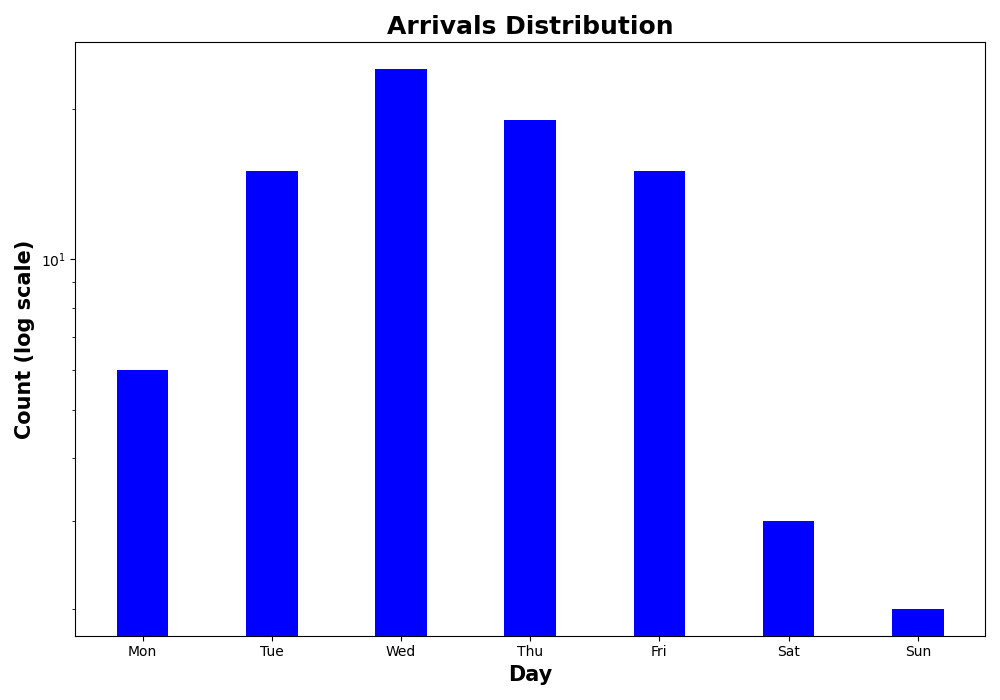 Arrivals Distribution
Count (log scale)
10¹
Mon Tue Wed Thu Fri Sat Sun
Day